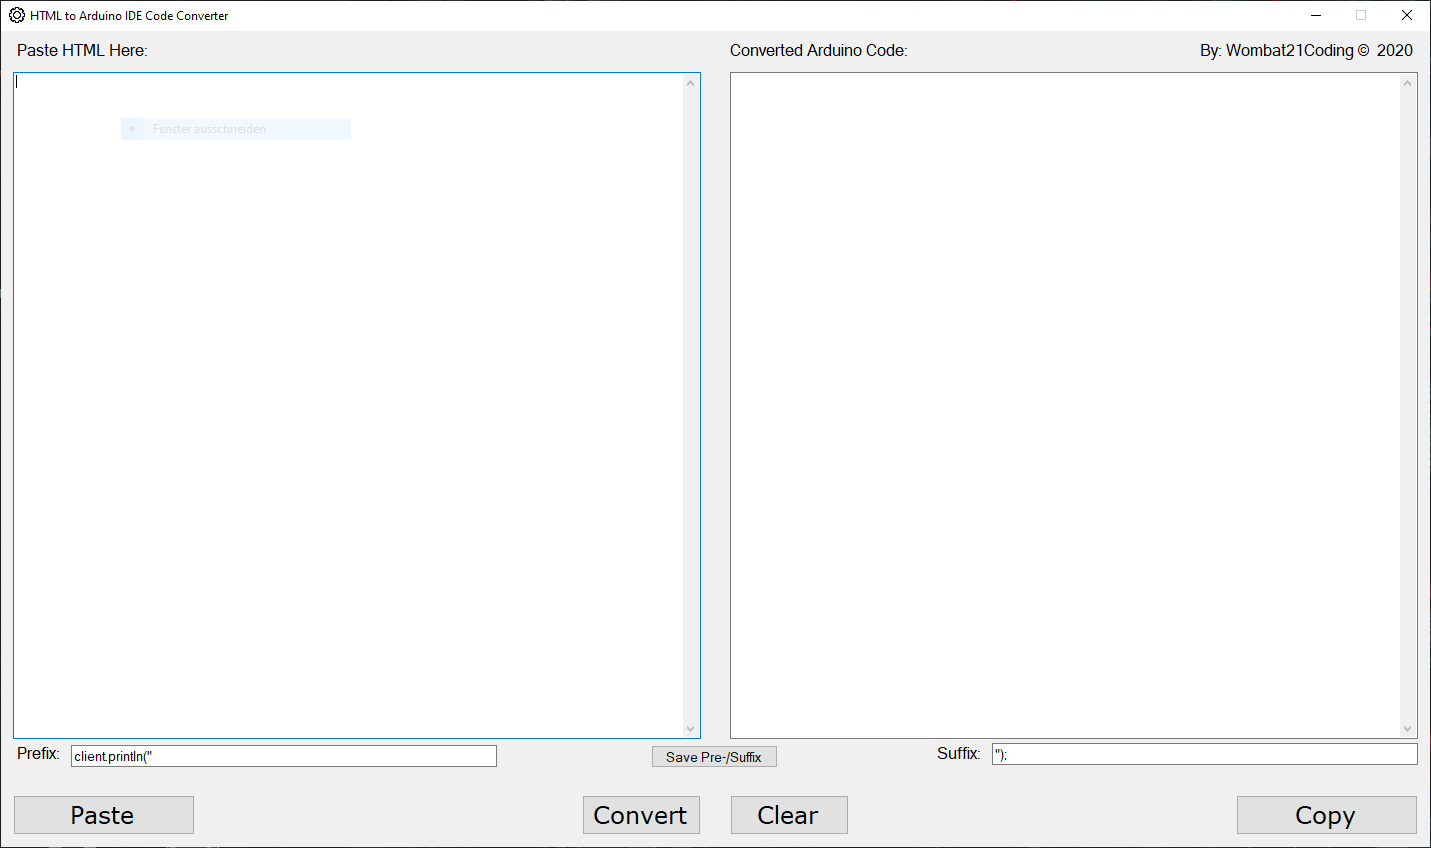 HTML to Arduino IDE Code Converter
Paste HTML Here:
Converted Arduino Code:
By: Wombat21Coding © 2020
Fenster ausschneiden
Prefix:
client.println("
Save Pre-/Suffix
Suffix:
");
Paste
Convert
Clear
Copy